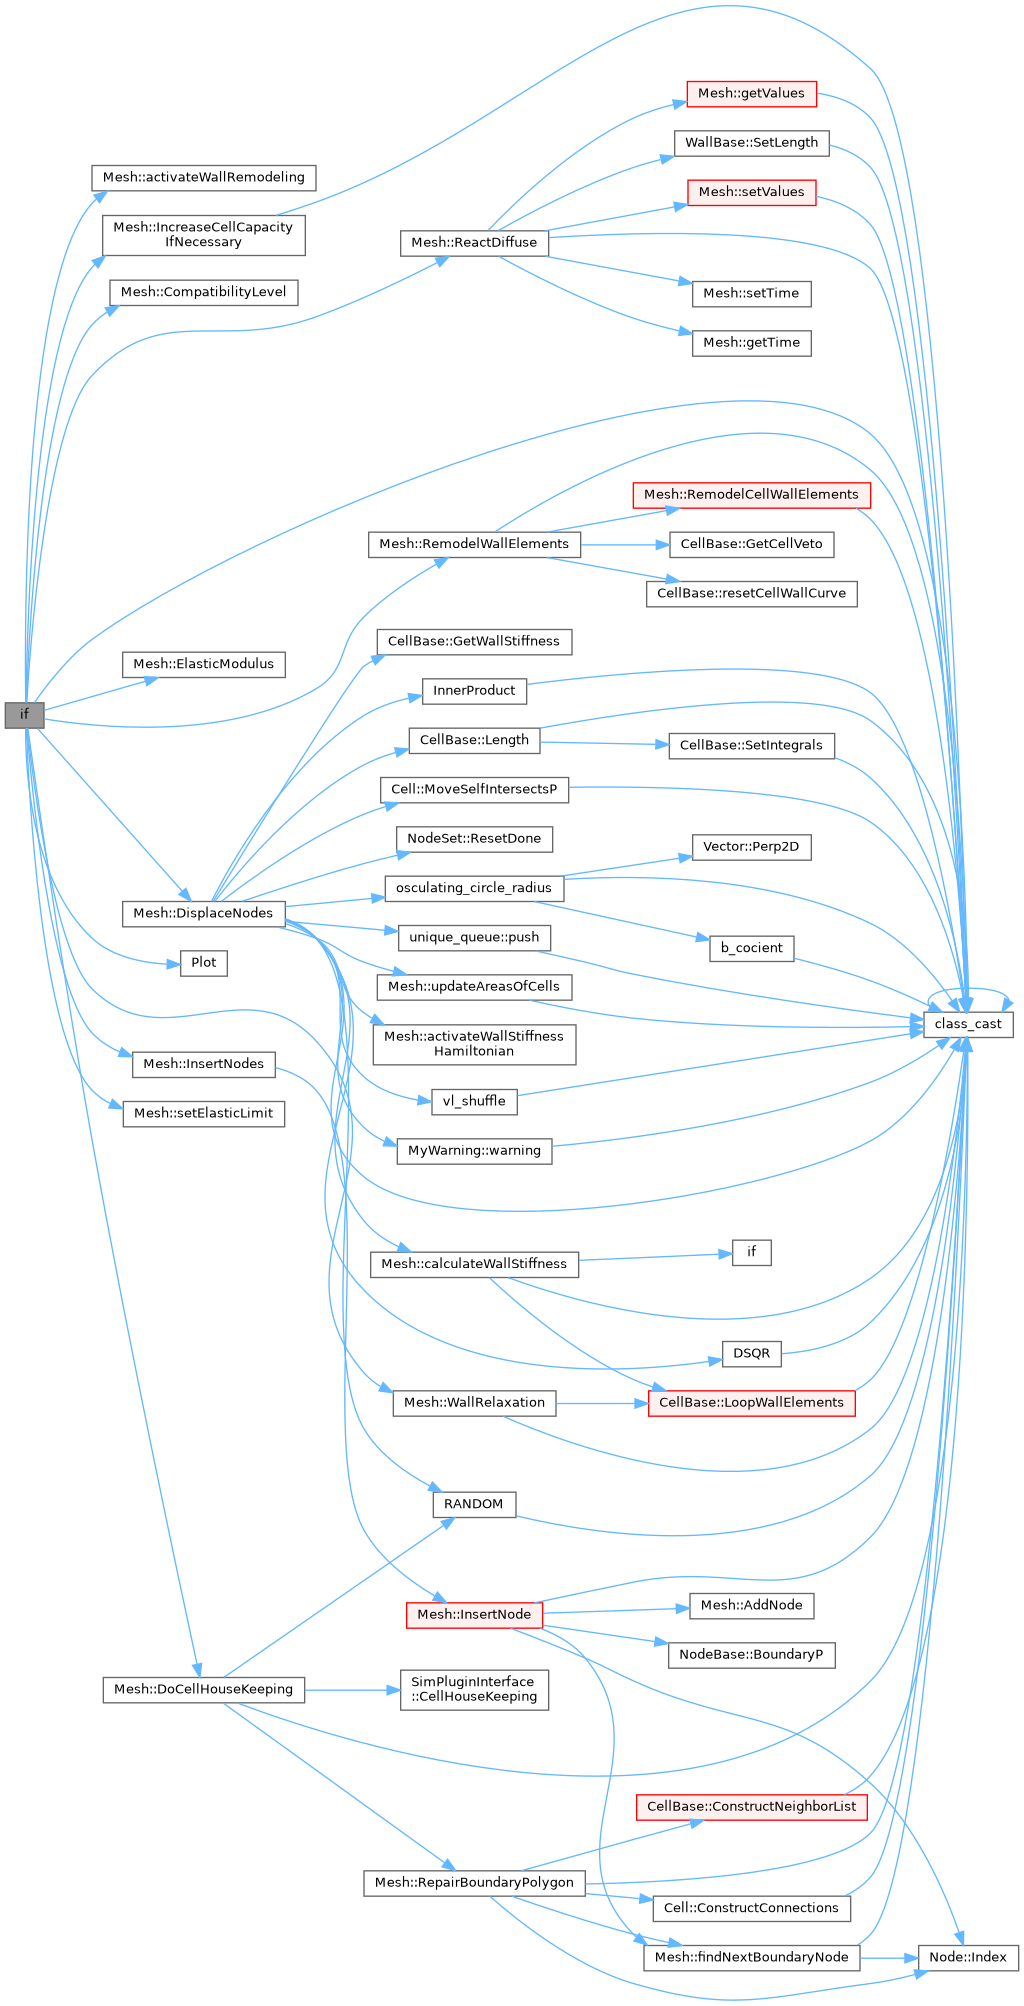 Mesh::getValues
WallBase::SetLength
Mesh::activateWallRemodeling
Mesh::setValues
Mesh::IncreaseCellCapacity
IfNecessary
Mesh::ReactDiffuse
Mesh::CompatibilityLevel
Mesh::setTime
Mesh::getTime
Mesh::RemodelCellWallElements
Mesh::RemodelWallElements
CellBase::GetCellVeto
CellBase::resetCellWallCurve
CellBase::GetWallStiffness
Mesh::ElasticModulus
InnerProduct
if
CellBase::Length
CellBase::SetIntegrals
Cell::MoveSelfIntersectsP
NodeSet::ResetDone
Vector::Perp2D
osculating_circle_radius
Mesh::DisplaceNodes
unique_queue::push
b_cocient
Plot
Mesh::updateAreasOfCells
class_cast
Mesh::activateWallStiffness
Hamiltonian
Mesh::InsertNodes
vl_shuffle
Mesh::setElasticLimit
MyWarning::warning
if
Mesh::calculateWallStiffness
DSQR
Mesh::WallRelaxation
CellBase::LoopWallElements
RANDOM
Mesh::AddNode
Mesh::InsertNode
NodeBase::BoundaryP
Mesh::DoCellHouseKeeping
SimPluginInterface
::CellHouseKeeping
CellBase::ConstructNeighborList
Mesh::RepairBoundaryPolygon
Cell::ConstructConnections
Mesh::findNextBoundaryNode
Node::Index